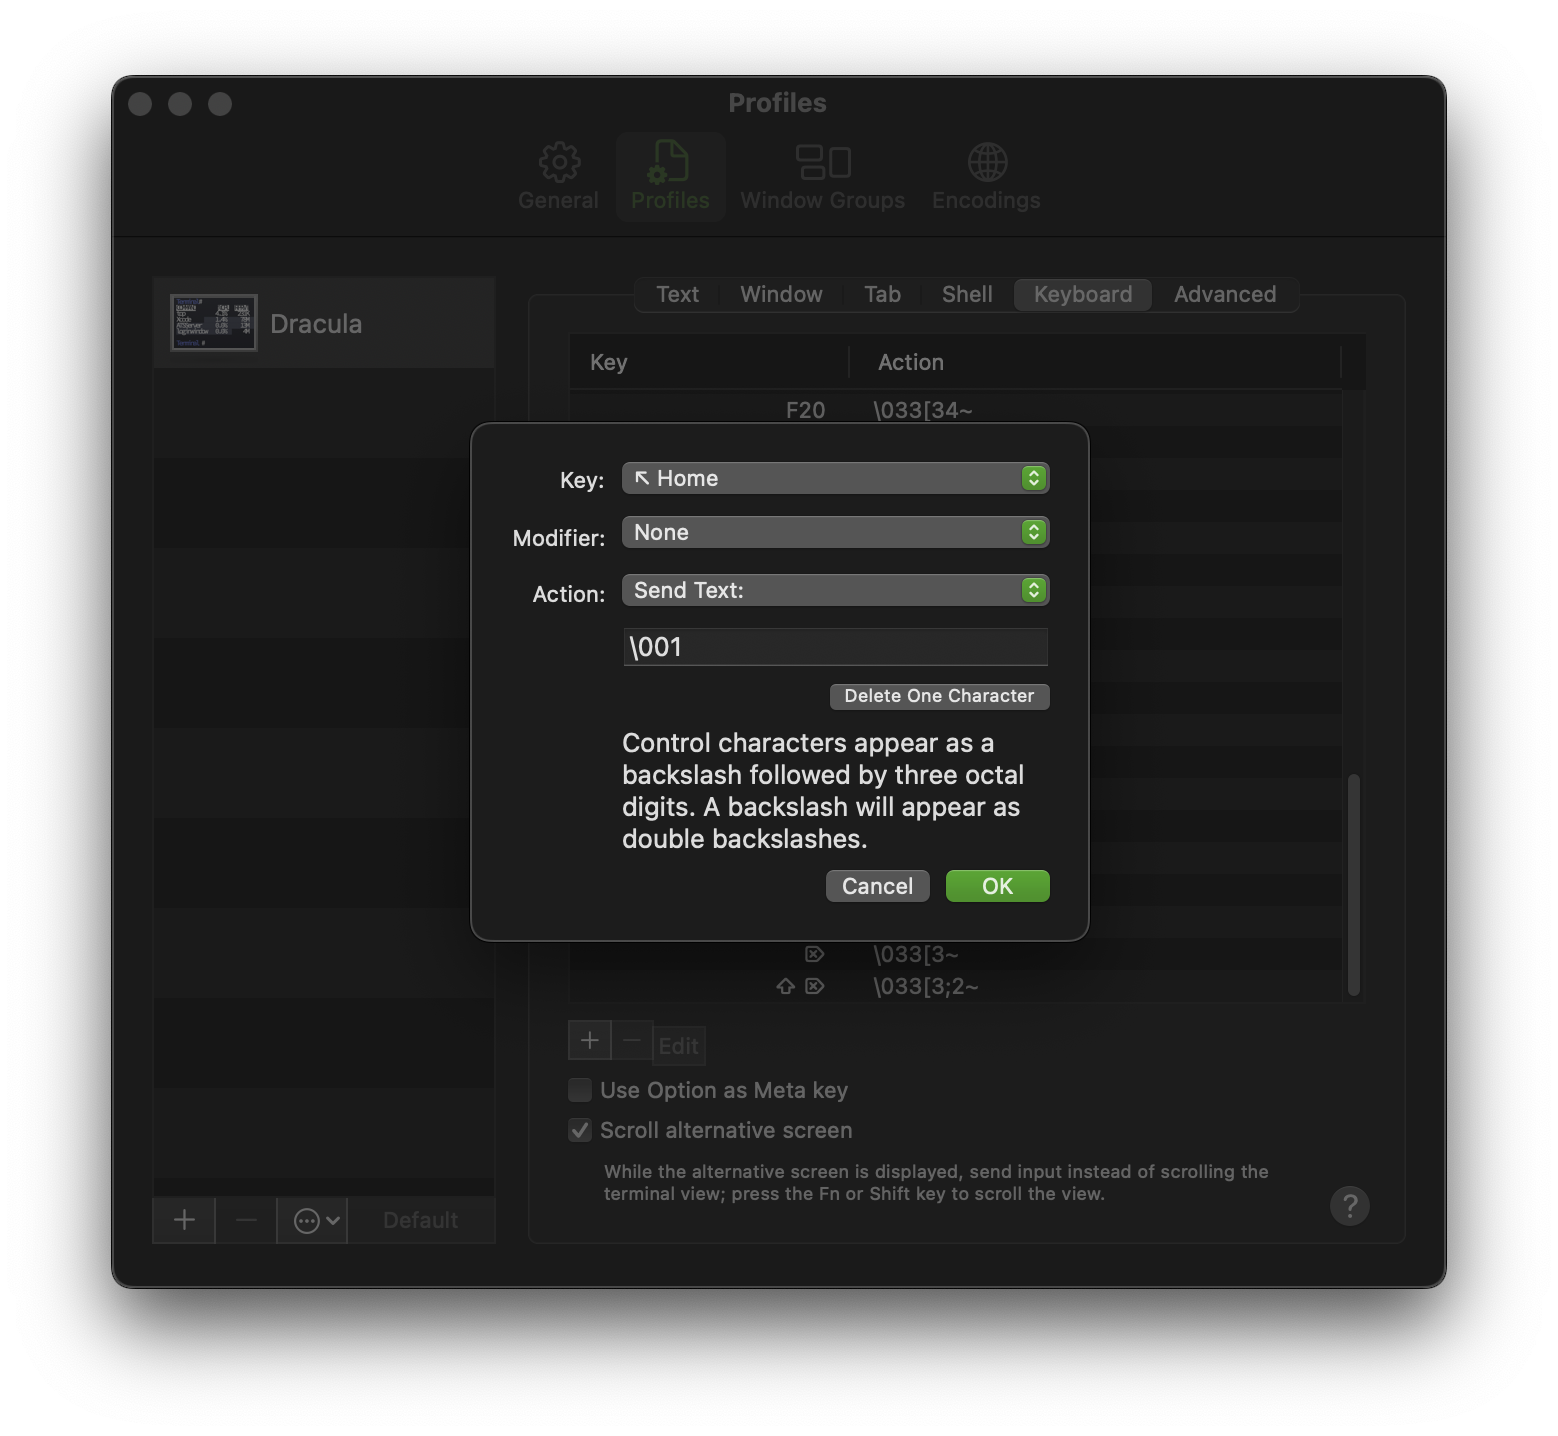 Profiles
General
Profiles
Window Groups
Encodings
Dracula
Text
Window
Tab
Shell
Keyboard
Advanced
Key
Action
F20
\033[34~
Key:
↖ Home
Modifier:
None
Action:
Send Text:
\001
Delete One Character
Control characters appear as a
backslash followed by three octal
digits. A backslash will appear as
double backslashes.
Cancel
OK
⌦ \033[3~
⇧ ⌦ \033[3;2~
Edit
Use Option as Meta key
Scroll alternative screen
While the alternative screen is displayed, send input instead of scrolling the
terminal view; press the Fn or Shift key to scroll the view.
Default
?